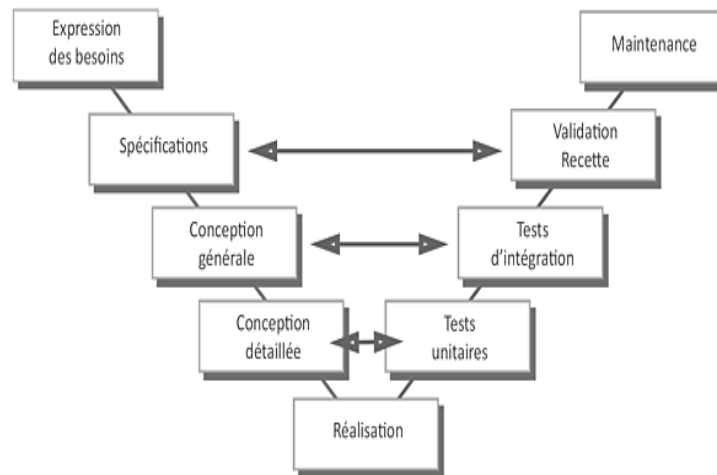 Expression
des besoins
Maintenance
Spécifications
Validation
Recette
Conception
générale
Tests
d'intégration
Conception
détaillée
Tests
unitaires
Réalisation